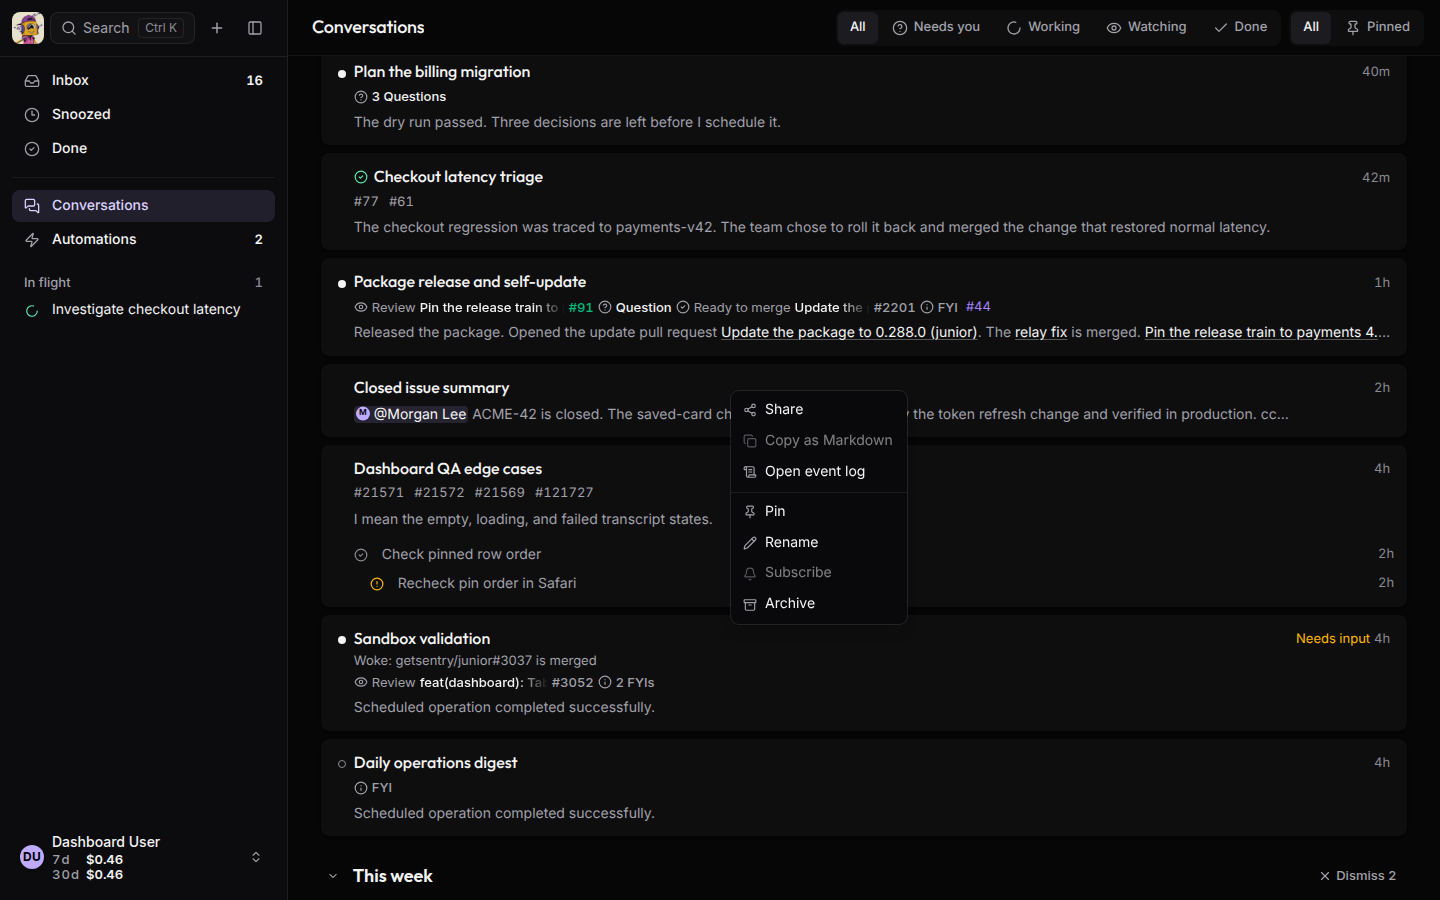 Search Ctrl K
Inbox 16
Snoozed
Done
Conversations
Automations 2
In flight 1
Investigate checkout latency
DU Dashboard User
7d $0.46
30d $0.46
Conversations All Needs you Working Watching Done All Pinned
Plan the billing migration 40m
3 Questions
The dry run passed. Three decisions are left before I schedule it.
Checkout latency triage 42m
#77 #61
The checkout regression was traced to payments-v42. The team chose to roll it back and merged the change that restored normal latency.
Package release and self-update 1h
Review Pin the release train to #91 Question Ready to merge Update the #2201 FYI #44
Released the package. Opened the update pull request Update the package to 0.288.0 (junior). The relay fix is merged. Pin the release train to payments 4....
Closed issue summary 2h
M @Morgan Lee ACME-42 is closed. The saved-card ch the token refresh change and verified in production. cc...
Share
Copy as Markdown
Open event log
Pin
Rename
Subscribe
Archive
Dashboard QA edge cases 4h
#21571 #21572 #21569 #121727
I mean the empty, loading, and failed transcript states.
Check pinned row order 2h
Recheck pin order in Safari 2h
Sandbox validation Needs input 4h
Woke: getsentry/junior#3037 is merged
Review feat(dashboard): Ta #3052 2 FYIs
Scheduled operation completed successfully.
Daily operations digest 4h
FYI
Scheduled operation completed successfully.
This week Dismiss 2